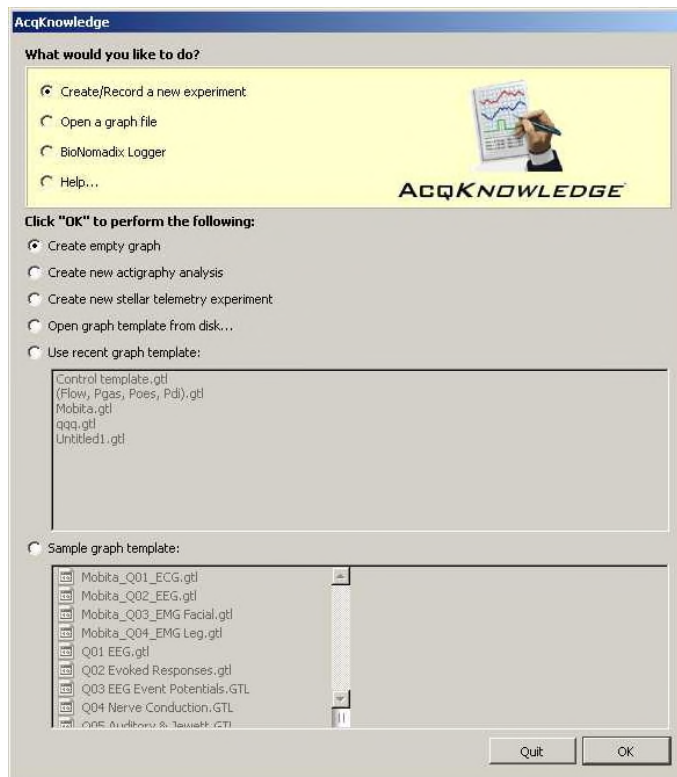 AcqKnowledge
What would you like to do?
Create/Record a new experiment
Open a graph file
BioNomadix Logger
Help...
ACQKNOWLEDGE
Click "OK" to perform the following:
Create empty graph
Create new actigraphy analysis
Create new stellar telemetry experiment
Open graph template from disk...
Use recent graph template:
Control template.gtl
(Flow, Pgas, Poes, Pdi).gtl
Mobita.gtl
qqq.gtl
Untitled1.gtl
Sample graph template:
Mobita_Q01_ECG.gtl
Mobita_Q02_EEG.gtl
Mobita_Q03_EMG Facial.gtl
Mobita_Q04_EMG Leg.gtl
Q01 EEG.gtl
Q02 Evoked Responses.gtl
Q03 EEG Event Potentials.GTL
Q04 Nerve Conduction.GTL
Q05 Auditory & Jewett.GTL
Quit
OK